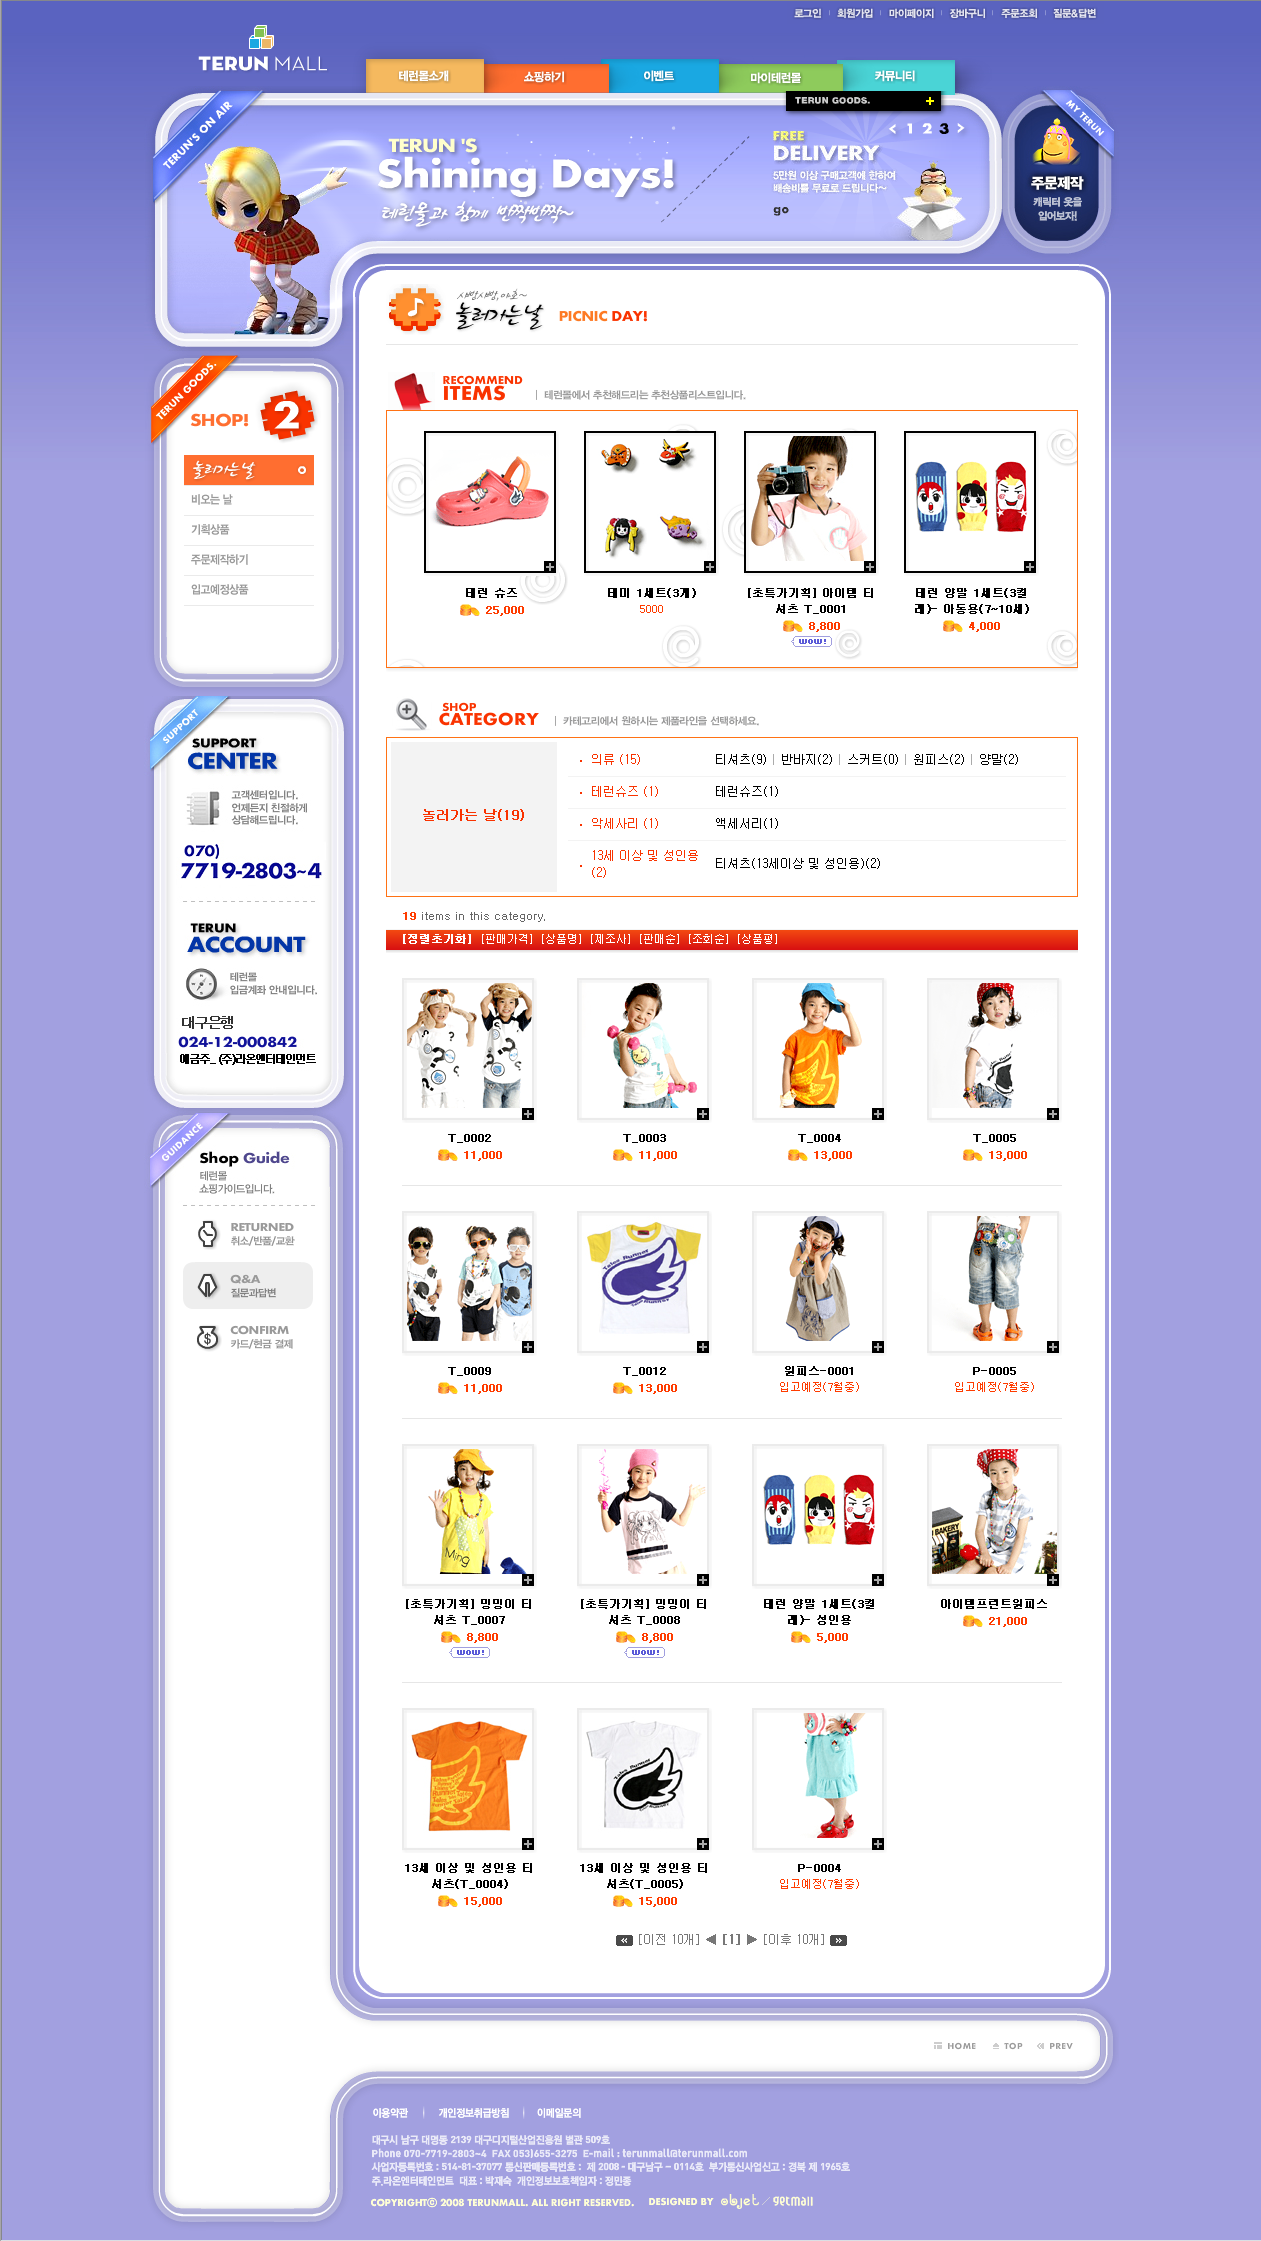 로그인 회원가입 마이페이지 장바구니 주문조회 질문&답변
TERUN MALL
테런몰소개 쇼핑하기 이벤트 마이테런몰 커뮤니티
TERUN GOODS. +
TERUN'S ON AIR
TERUN 'S
Shining Days!
테런몰과 함께 반짝반짝~
FREE
DELIVERY
5만원 이상 구매고객에 한하여
배송비를 무료로 드립니다~
go
< 1 2 3 >
MY TERUN
주문제작
캐릭터 옷을
입어보자!
TERUN GOODS.
SHOP! 2
놀러가는날
비오는 날
기획상품
주문제작하기
입고예정상품
SUPPORT
SUPPORT
CENTER
고객센터입니다.
언제든지 친절하게
상담해드립니다.
070)
7719-2803~4
TERUN
ACCOUNT
테런몰
입금계좌 안내입니다.
대구은행
024-12-000842
예금주_ (주)라온엔터테인먼트
GUIDANCE
Shop Guide
테런몰
쇼핑가이드입니다.
RETURNED
취소/반품/교환
Q&A
질문과답변
CONFIRM
카드/현금 결제
샤방샤방,야호~
놀러가는날 PICNIC DAY!
RECOMMEND
ITEMS | 테런몰에서 추천해드리는 추천상품리스트입니다.
테런 슈즈
25,000
테미 1세트(3개)
5000
[초특가기획] 아이템 티
셔츠 T_0001
8,800
wow!
테런 양말 1세트(3켤
레)- 아동용(7~10세)
4,000
SHOP
CATEGORY | 카테고리에서 원하시는 제품라인을 선택하세요.
놀러가는 날(19)
의류 (15) 티셔츠(9) | 반바지(2) | 스커트(0) | 원피스(2) | 양말(2)
테런슈즈 (1) 테런슈즈(1)
악세사리 (1) 액세서리(1)
13세 이상 및 성인용
(2) 티셔츠(13세이상 및 성인용)(2)
19 items in this category.
[정렬초기화] [판매가격] [상품명] [제조사] [판매순] [조회순] [상품평]
T_0002
11,000
T_0003
11,000
T_0004
13,000
T_0005
13,000
T_0009
11,000
T_0012
13,000
원피스-0001
입고예정(7월중)
P-0005
입고예정(7월중)
[초특가기획] 밍밍이 티
셔츠 T_0007
8,800
wow!
[초특가기획] 밍밍이 티
셔츠 T_0008
8,800
wow!
테런 양말 1세트(3켤
레)- 성인용
5,000
아이템프런트원피스
21,000
13세 이상 및 성인용 티
셔츠(T_0004)
15,000
13세 이상 및 성인용 티
셔츠(T_0005)
15,000
P-0004
입고예정(7월중)
[이전 10개] ◀ [1] ▶ [이후 10개]
HOME TOP PREV
이용약관 | 개인정보취급방침 | 이메일문의
대구시 남구 대명동 2139 대구디지털산업진흥원 별관 509호
Phone 070-7719-2803~4 FAX 053)655-3275 E-mail : terunmall@terunmall.com
사업자등록번호 : 514-81-37077 통신판매등록번호 : 제 2008 - 대구남구 - 0114호 부가통신사업신고 : 경북 제 1965호
주.라온엔터테인먼트 대표 : 박재숙 개인정보보호책임자 : 정민종
COPYRIGHTⓒ 2008 TERUNMALL. ALL RIGHT RESERVED. DESIGNED BY objet / getmall